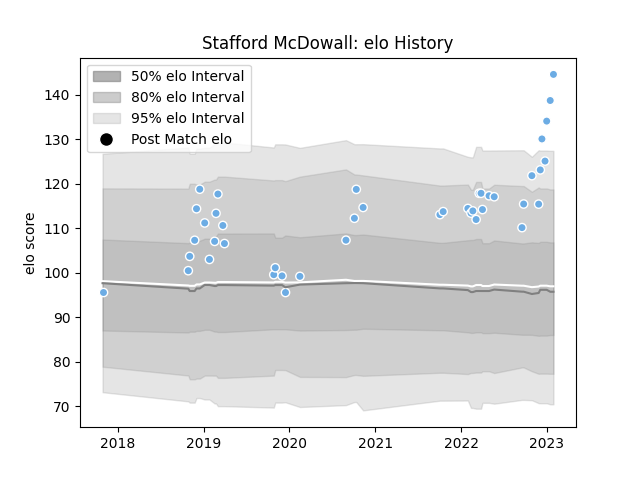 Stafford McDowall: elo History
50% elo Interval
80% elo Interval
95% elo Interval
Post Match elo
elo score
140
130
120
110
100
90
80
70
2018 2019 2020 2021 2022 2023